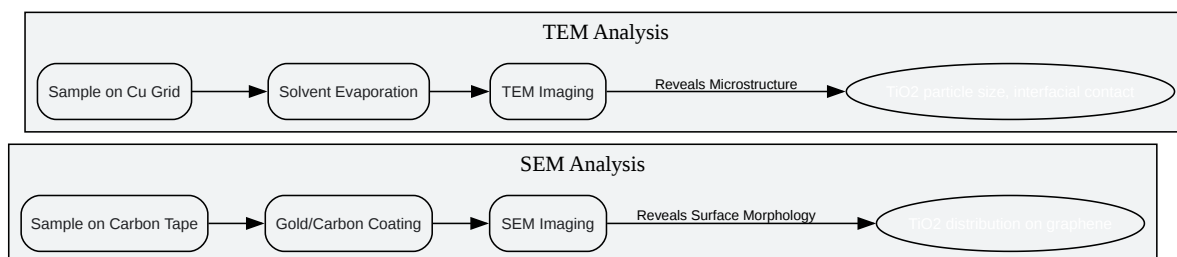 TEM Analysis
Sample on Cu Grid
Solvent Evaporation
TEM Imaging
Reveals Microstructure
TiO2 particle size, interfacial contact
SEM Analysis
Sample on Carbon Tape
Gold/Carbon Coating
SEM Imaging
Reveals Surface Morphology
TiO2 distribution on graphene